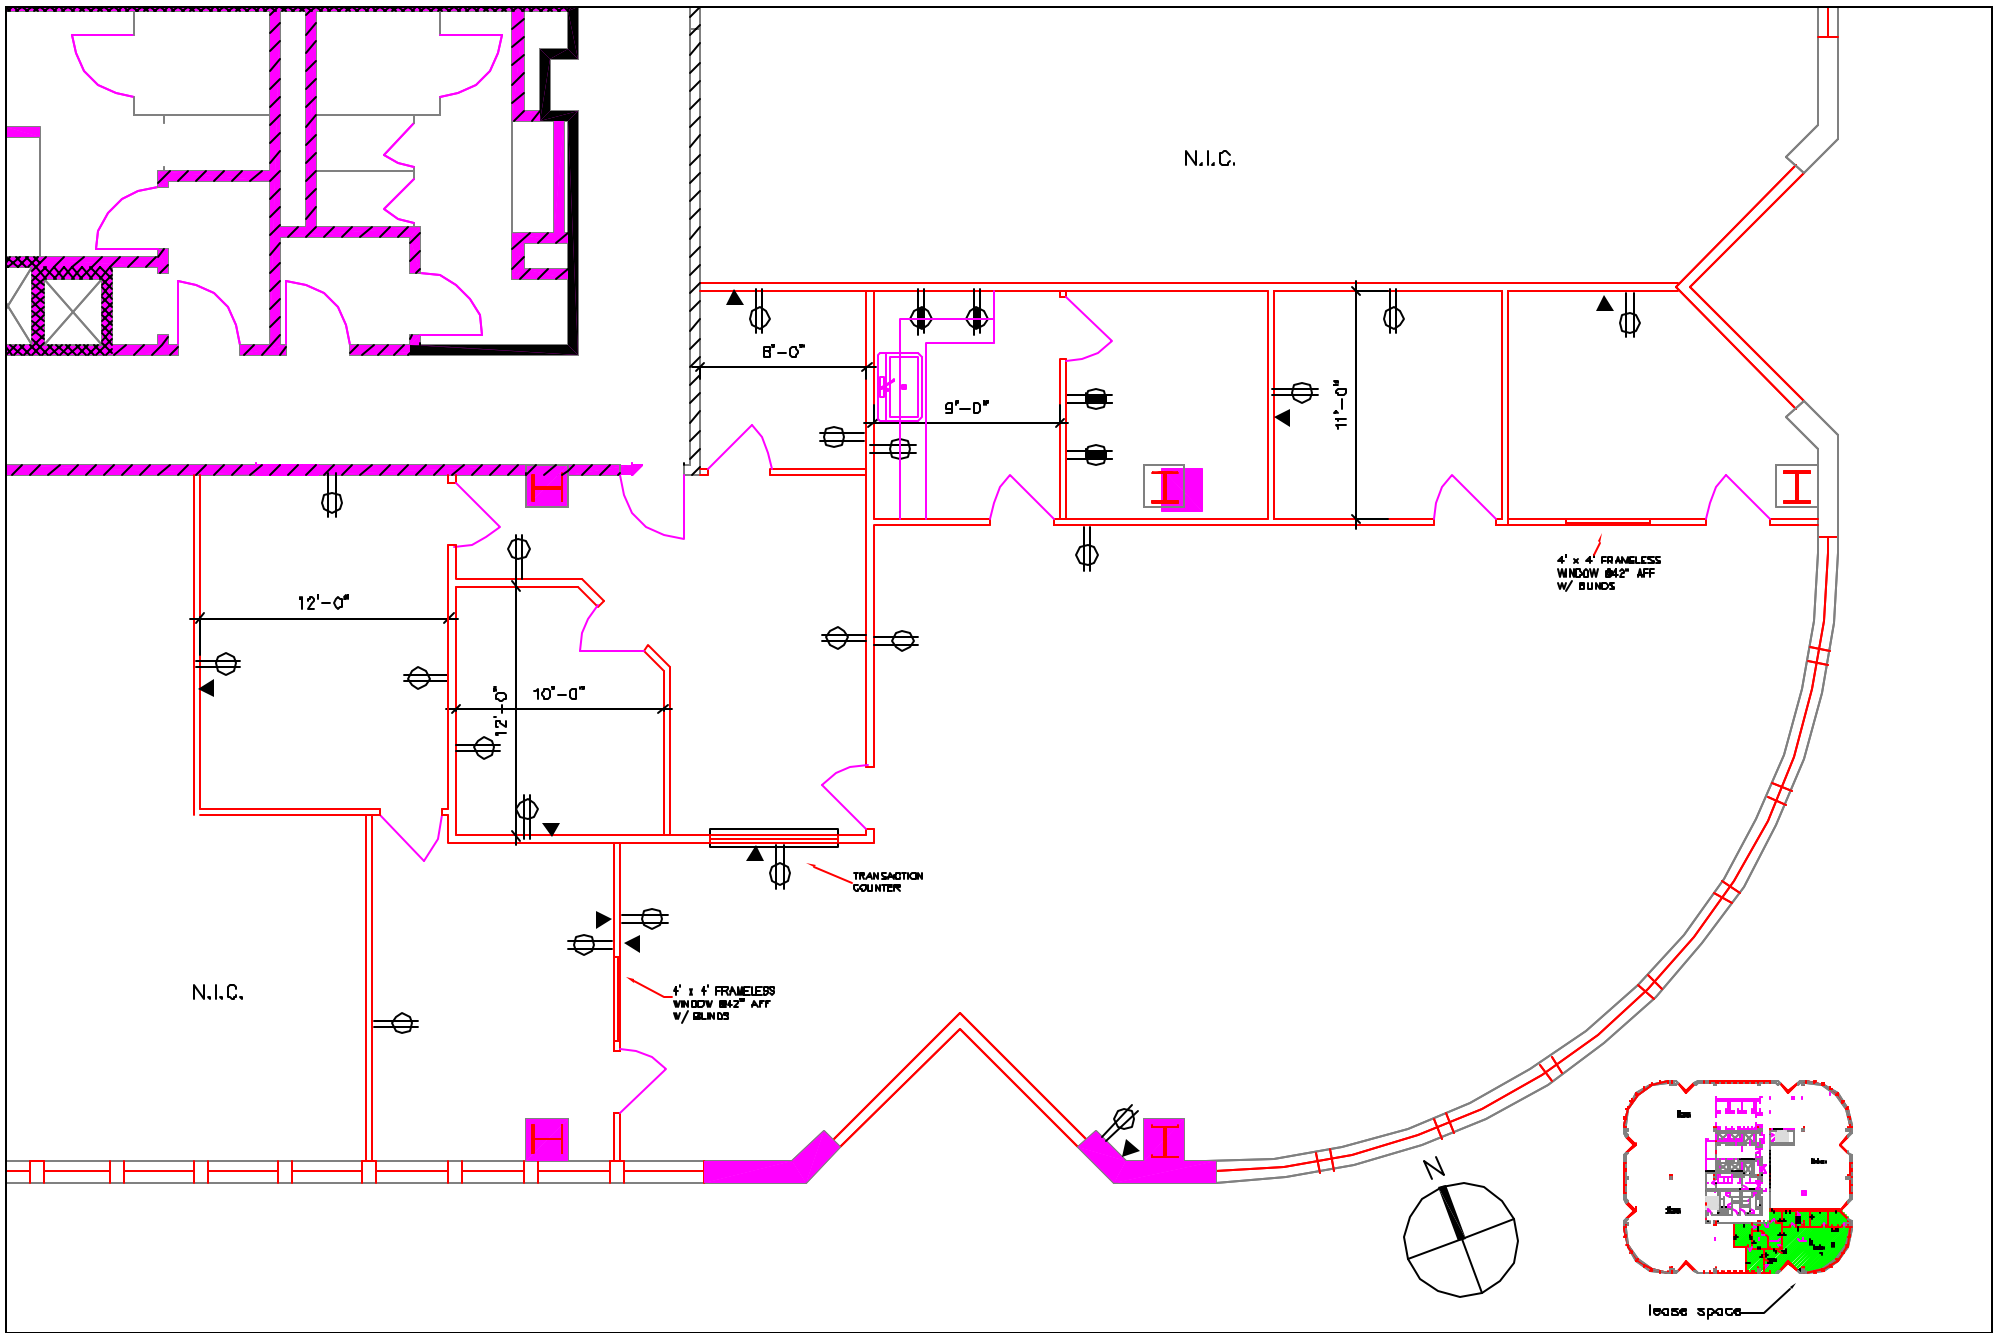 N.I.C.
8"-0"
9"-0"
11'-0"
4' x 4' FRAMELESS
WINDOW @42" AFF
W/ BLINDS
12'-0"
10"-0"
12'-0"
TRANSACTION
COUNTER
N.I.C.
4' x 4' FRAMELESS
WINDOW @42" AFF
W/ BLINDS
N
lease space